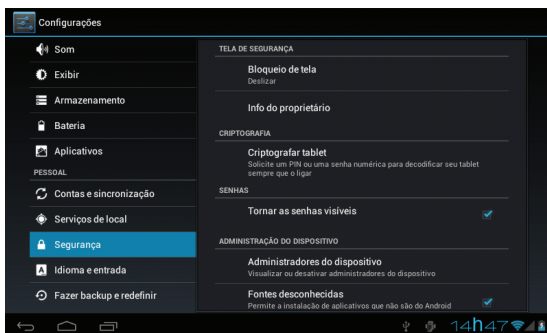 Configurações
Som
Exibir
Armazenamento
Bateria
Aplicativos
PESSOAL
Contas e sincronização
Serviços de local
Segurança
Idioma e entrada
Fazer backup e redefinir
TELA DE SEGURANÇA
Bloqueio de tela
Deslizar
Info do proprietário
CRIPTOGRAFIA
Criptografar tablet
Solicite um PIN ou uma senha numérica para decodificar seu tablet
sempre que o ligar
SENHAS
Tornar as senhas visíveis
ADMINISTRAÇÃO DO DISPOSITIVO
Administradores do dispositivo
Visualizar ou desativar administradores do dispositivo
Fontes desconhecidas
Permite a instalação de aplicativos que não são do Android
14h47